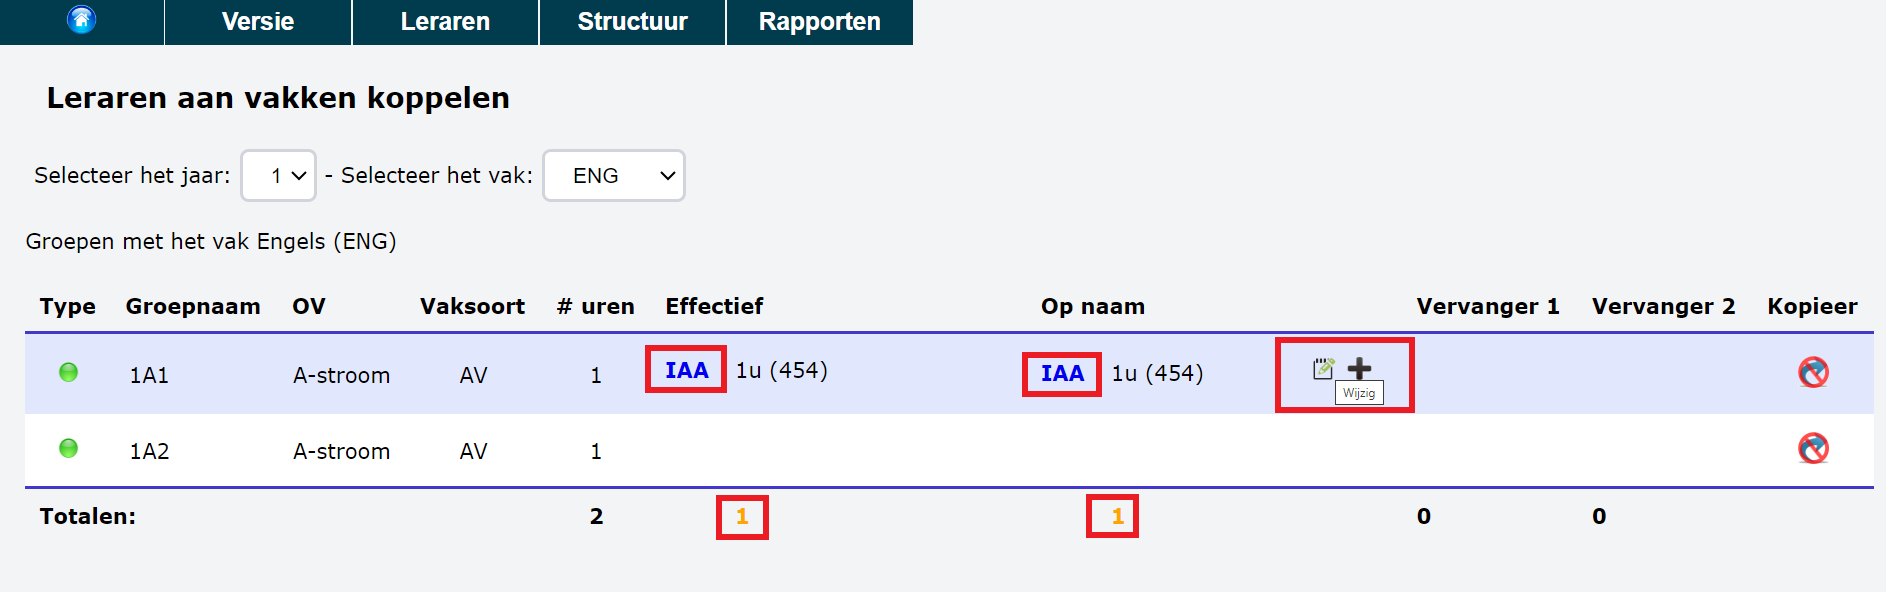 Versie Leraren Structuur Rapporten
Leraren aan vakken koppelen
Selecteer het jaar: 1 - Selecteer het vak: ENG
Groepen met het vak Engels (ENG)
Type Groepnaam OV Vaksoort # uren Effectief Op naam Vervanger 1 Vervanger 2 Kopieer
1A1 A-stroom AV 1 IAA 1u (454) IAA 1u (454)
Wijzig
1A2 A-stroom AV 1
Totalen: 2 1 1 0 0